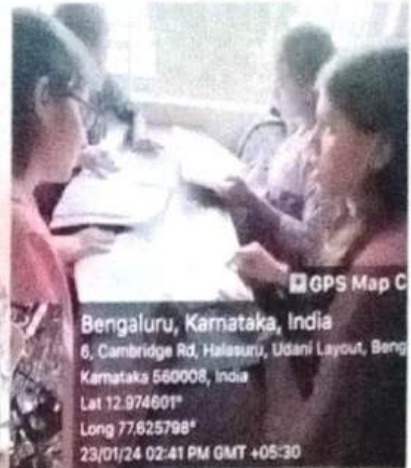 GPS Map C
Bengaluru, Karnataka, India
6, Cambridge Rd, Halasuru, Udani Layout, Beng
Karnataka 560008, India
Lat 12.974601°
Long 77.625798°
23/01/24 02:41 PM GMT +05:30